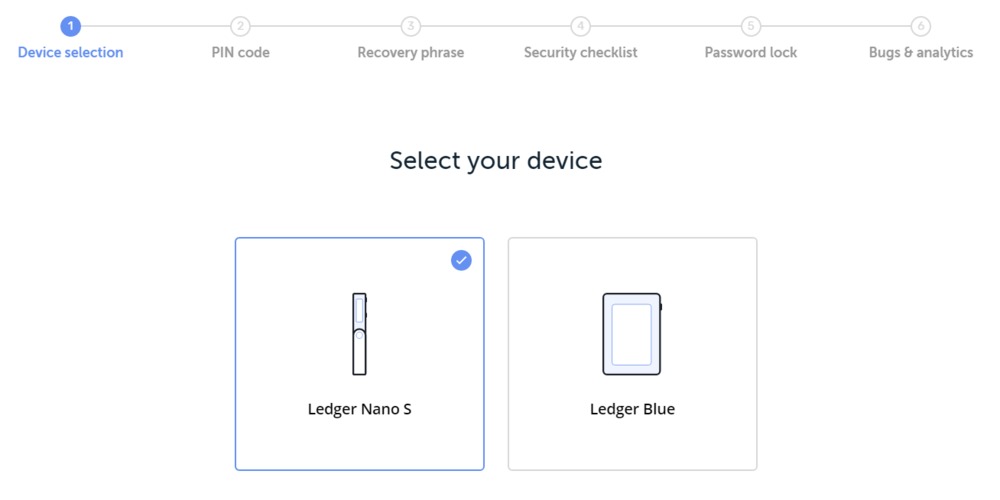 1 2 3 4 5 6
Device selection PIN code Recovery phrase Security checklist Password lock Bugs & analytics
Select your device
Ledger Nano S Ledger Blue